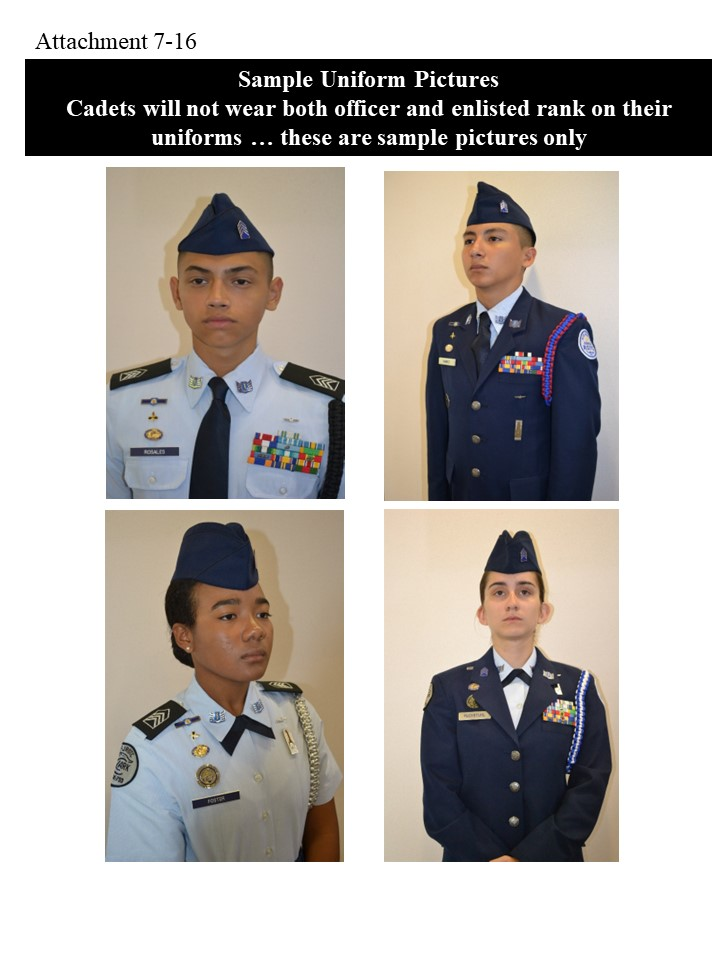 Attachment 7-16
Sample Uniform Pictures
Cadets will not wear both officer and enlisted rank on their
uniforms … these are sample pictures only
ROSALES
FOSTER